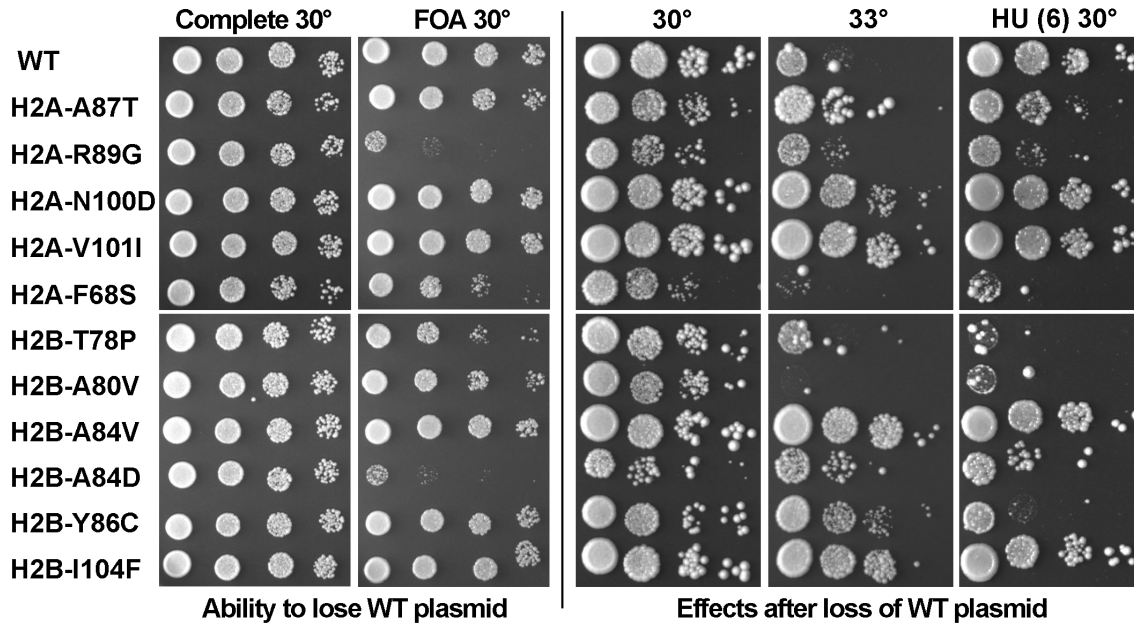 Complete 30° FOA 30° 30° 33° HU (6) 30°
WT
H2A-A87T
H2A-R89G
H2A-N100D
H2A-V101I
H2A-F68S
H2B-T78P
H2B-A80V
H2B-A84V
H2B-A84D
H2B-Y86C
H2B-I104F
Ability to lose WT plasmid Effects after loss of WT plasmid